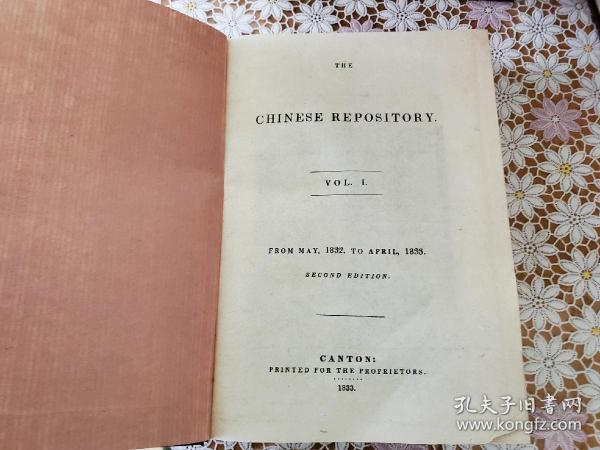 THE
CHINESE REPOSITORY.
VOL. I.
FROM MAY, 1832, TO APRIL, 1833.
SECOND EDITION.
CANTON:
PRINTED FOR THE PROPRIETORS.
1833.
孔夫子旧书网
www.kongfz.com